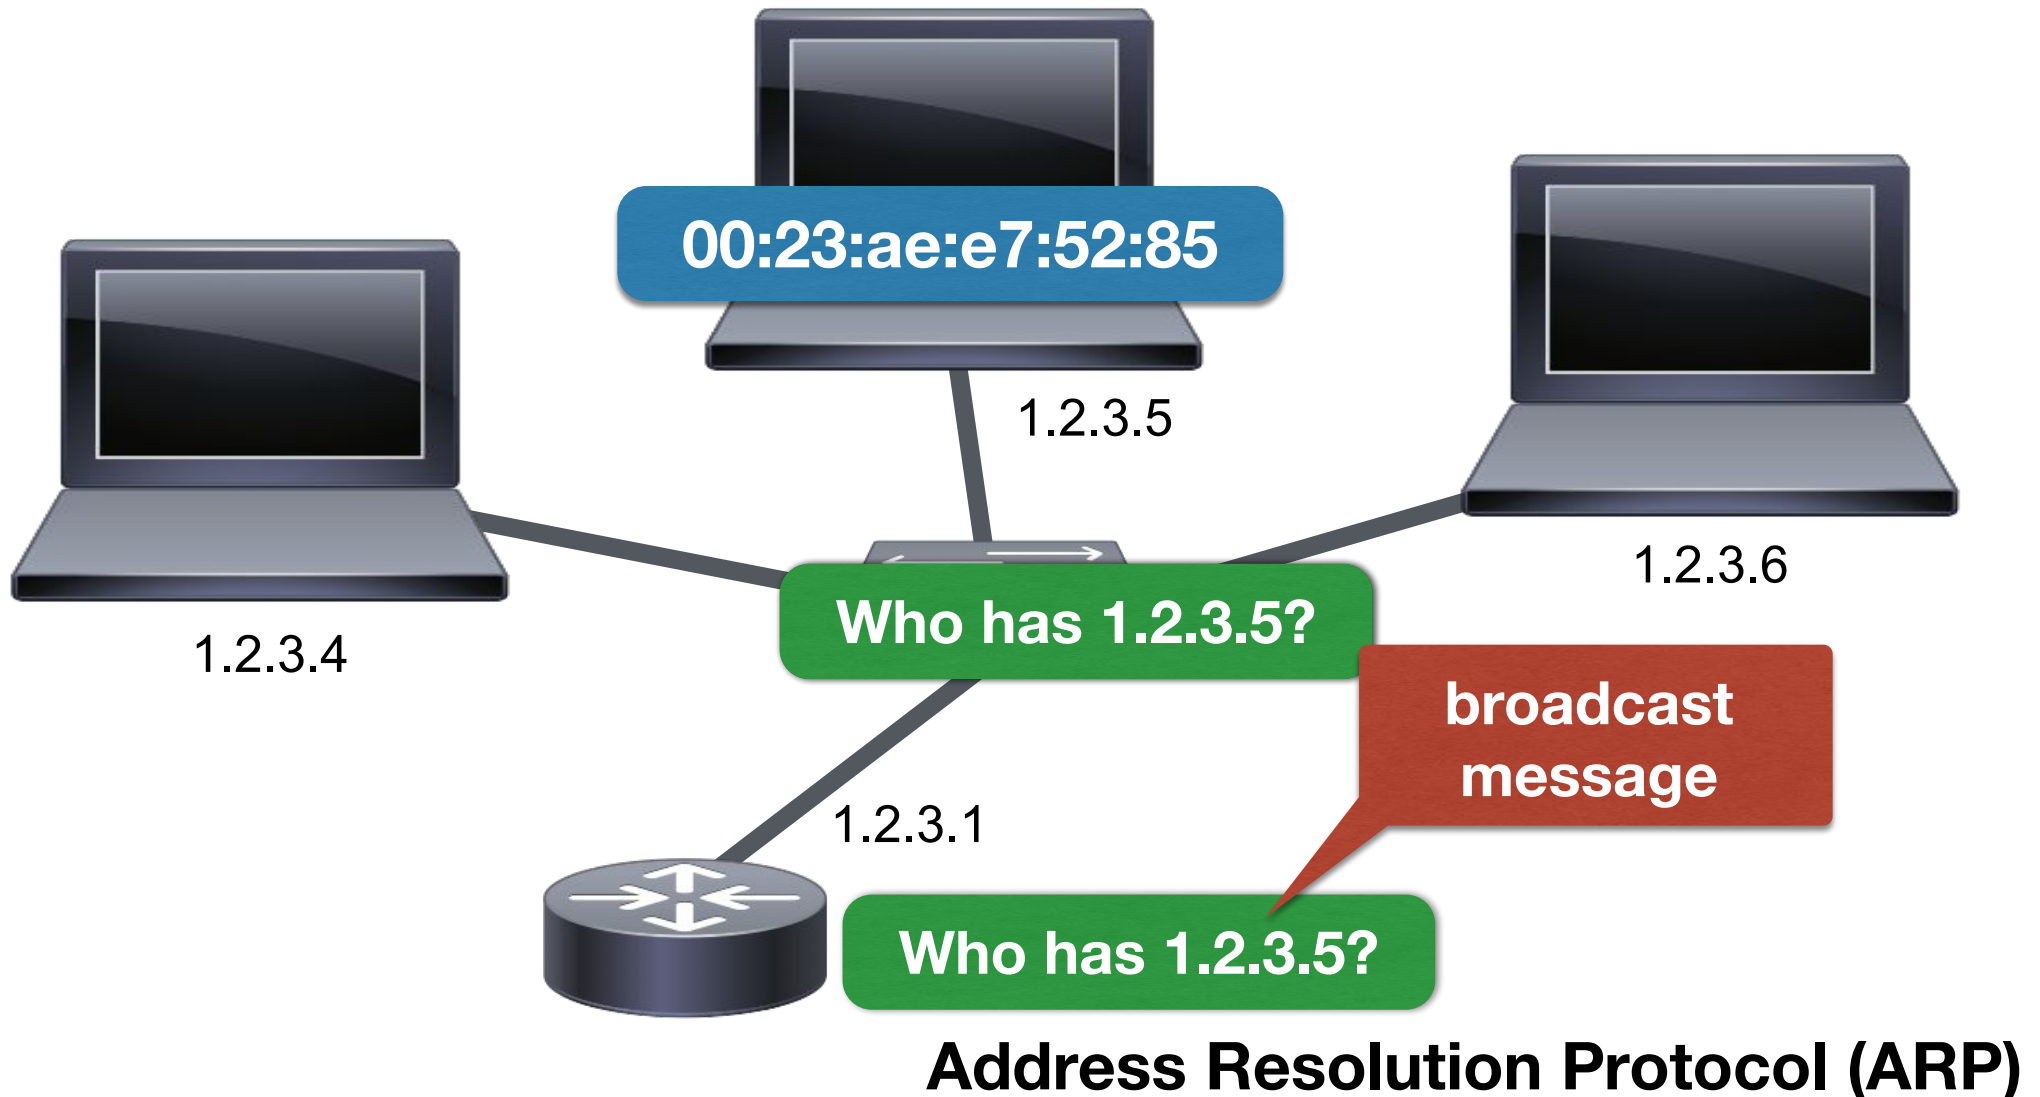 00:23:ae:e7:52:85
1.2.3.5
1.2.3.6
Who has 1.2.3.5?
1.2.3.4
broadcast
message
1.2.3.1
Who has 1.2.3.5?
Address Resolution Protocol (ARP)